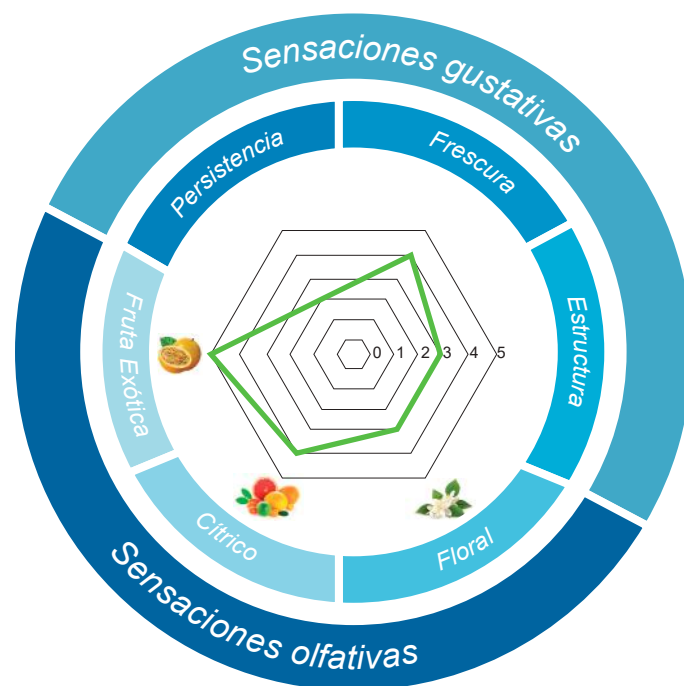 Sensaciones gustativas
Persistencia
Frescura
Fruta Exótica
Estructura
0 1 2 3 4 5
Cítrico
Floral
Sensaciones olfativas